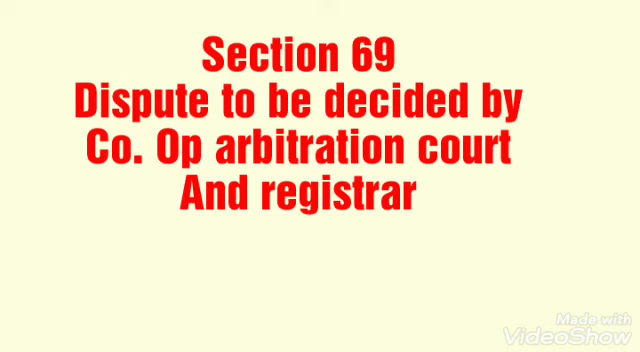 Section 69
Dispute to be decided by
Co. Op arbitration court
And registrar
Made with
VideoShow